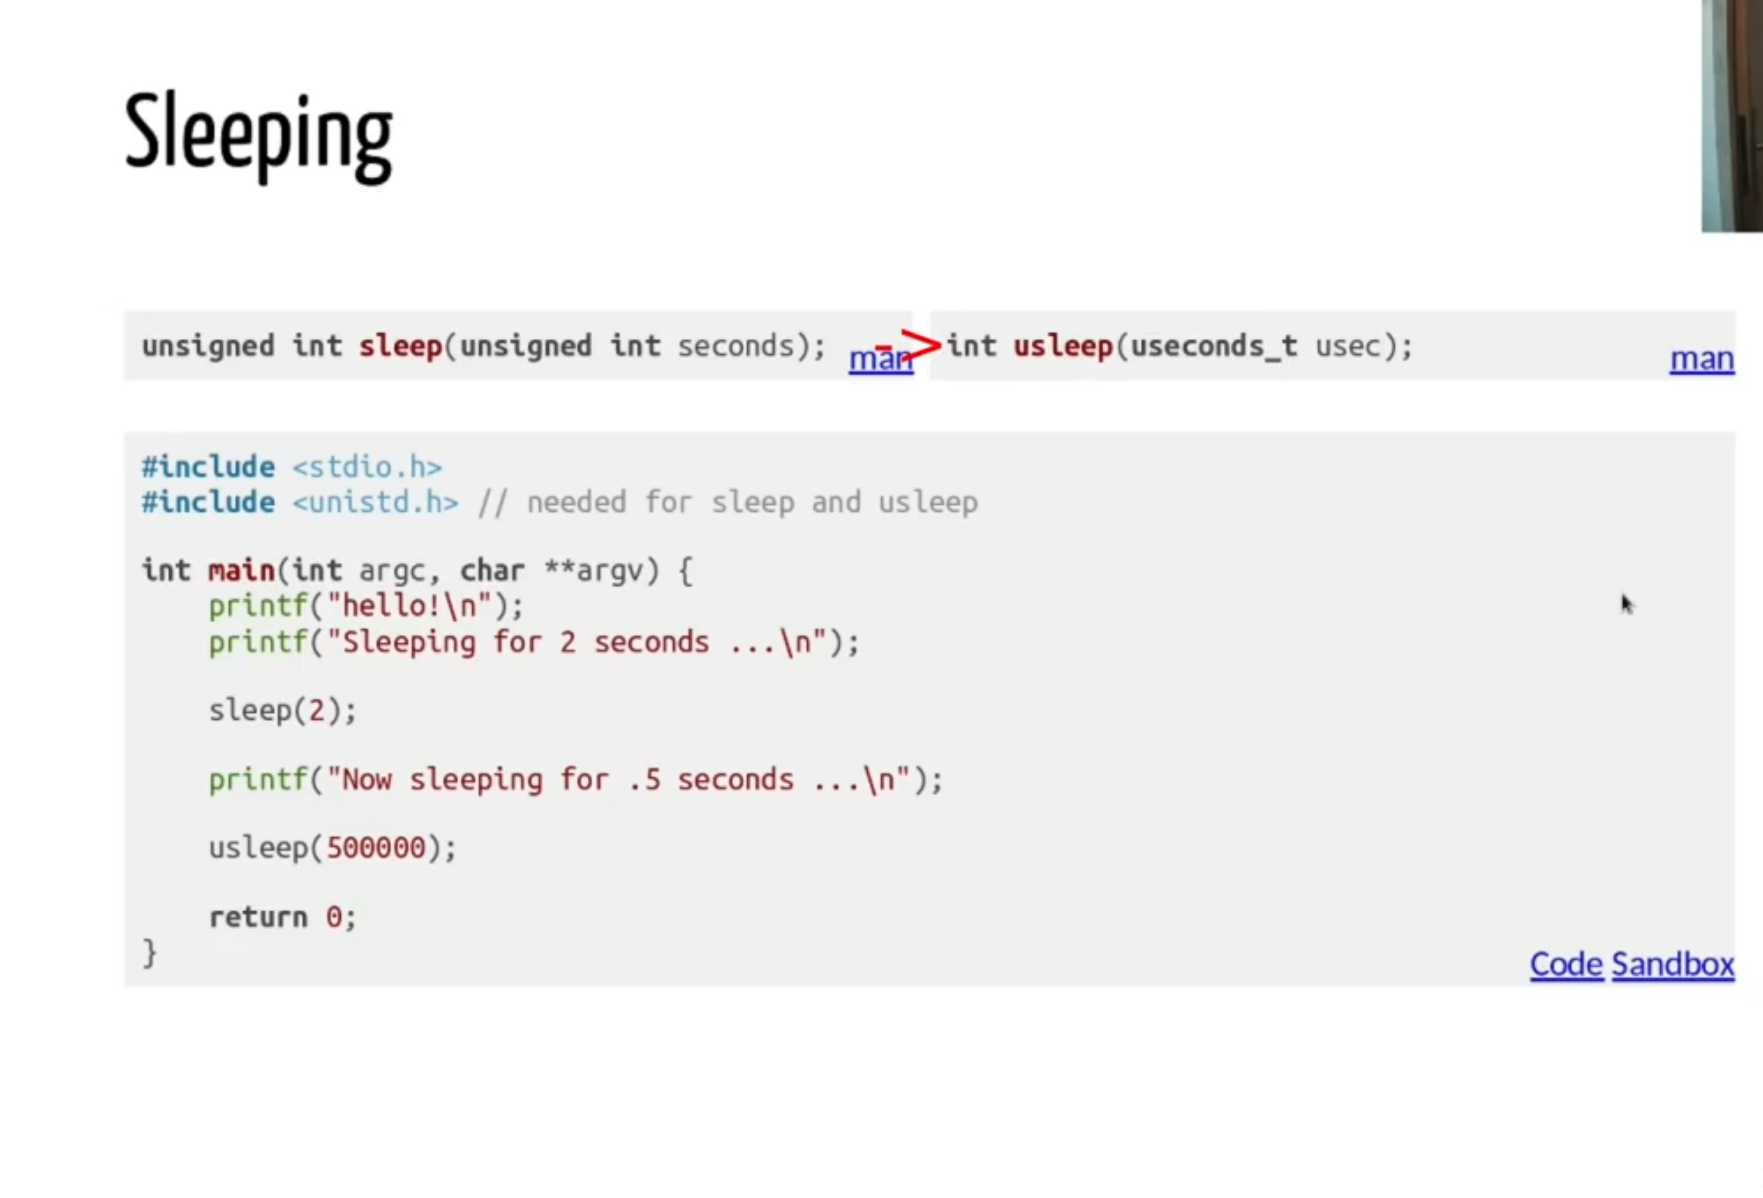 Sleeping
unsigned int sleep(unsigned int seconds); man
-> int usleep(useconds_t usec); man
#include <stdio.h>
#include <unistd.h> // needed for sleep and usleep
int main(int argc, char **argv) {
    printf("hello!\n");
    printf("Sleeping for 2 seconds ...\n");
    sleep(2);
    printf("Now sleeping for .5 seconds ...\n");
    usleep(500000);
    return 0;
}
Code Sandbox